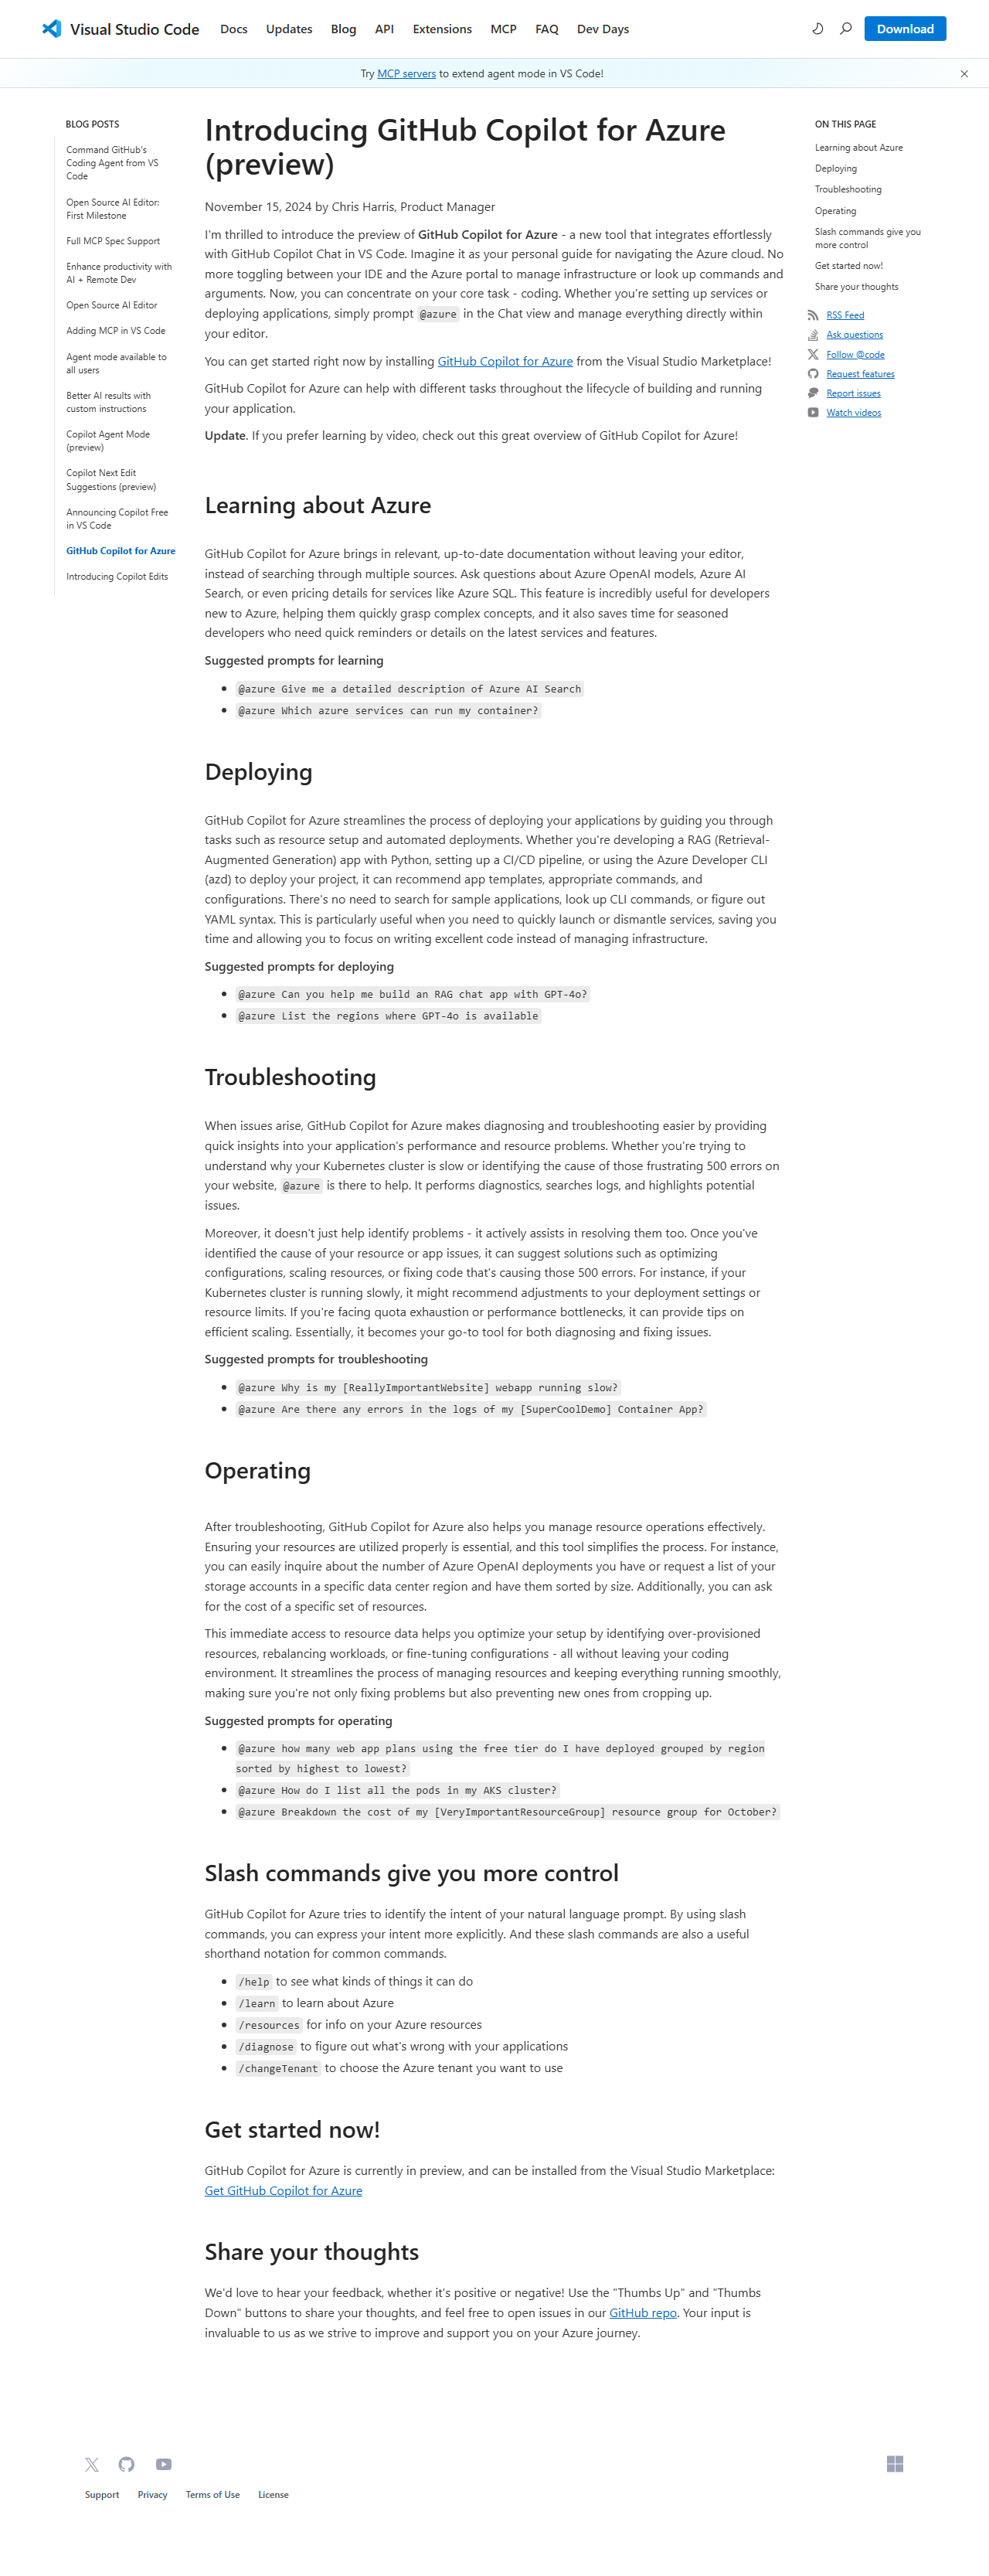 Visual Studio Code
Docs
Updates
Blog
API
Extensions
MCP
FAQ
Dev Days
Download
Try MCP servers to extend agent mode in VS Code!
BLOG POSTS
Command GitHub's
Coding Agent from VS
Code
Open Source AI Editor:
First Milestone
Full MCP Spec Support
Enhance productivity with
AI + Remote Dev
Open Source AI Editor
Adding MCP in VS Code
Agent mode available to
all users
Better AI results with
custom instructions
Copilot Agent Mode
(preview)
Copilot Next Edit
Suggestions (preview)
Announcing Copilot Free
in VS Code
GitHub Copilot for Azure
Introducing Copilot Edits
Introducing GitHub Copilot for Azure
(preview)
November 15, 2024 by Chris Harris, Product Manager
I'm thrilled to introduce the preview of GitHub Copilot for Azure - a new tool that integrates effortlessly
with GitHub Copilot Chat in VS Code. Imagine it as your personal guide for navigating the Azure cloud. No
more toggling between your IDE and the Azure portal to manage infrastructure or look up commands and
arguments. Now, you can concentrate on your core task - coding. Whether you're setting up services or
deploying applications, simply prompt @azure in the Chat view and manage everything directly within
your editor.
You can get started right now by installing GitHub Copilot for Azure from the Visual Studio Marketplace!
GitHub Copilot for Azure can help with different tasks throughout the lifecycle of building and running
your application.
Update. If you prefer learning by video, check out this great overview of GitHub Copilot for Azure!
Learning about Azure
GitHub Copilot for Azure brings in relevant, up-to-date documentation without leaving your editor,
instead of searching through multiple sources. Ask questions about Azure OpenAI models, Azure AI
Search, or even pricing details for services like Azure SQL. This feature is incredibly useful for developers
new to Azure, helping them quickly grasp complex concepts, and it also saves time for seasoned
developers who need quick reminders or details on the latest services and features.
Suggested prompts for learning
@azure Give me a detailed description of Azure AI Search
@azure Which azure services can run my container?
Deploying
GitHub Copilot for Azure streamlines the process of deploying your applications by guiding you through
tasks such as resource setup and automated deployments. Whether you're developing a RAG (Retrieval-
Augmented Generation) app with Python, setting up a CI/CD pipeline, or using the Azure Developer CLI
(azd) to deploy your project, it can recommend app templates, appropriate commands, and
configurations. There's no need to search for sample applications, look up CLI commands, or figure out
YAML syntax. This is particularly useful when you need to quickly launch or dismantle services, saving you
time and allowing you to focus on writing excellent code instead of managing infrastructure.
Suggested prompts for deploying
@azure Can you help me build an RAG chat app with GPT-4o?
@azure List the regions where GPT-4o is available
Troubleshooting
When issues arise, GitHub Copilot for Azure makes diagnosing and troubleshooting easier by providing
quick insights into your application's performance and resource problems. Whether you're trying to
understand why your Kubernetes cluster is slow or identifying the cause of those frustrating 500 errors on
your website, @azure is there to help. It performs diagnostics, searches logs, and highlights potential
issues.
Moreover, it doesn't just help identify problems - it actively assists in resolving them too. Once you've
identified the cause of your resource or app issues, it can suggest solutions such as optimizing
configurations, scaling resources, or fixing code that's causing those 500 errors. For instance, if your
Kubernetes cluster is running slowly, it might recommend adjustments to your deployment settings or
resource limits. If you're facing quota exhaustion or performance bottlenecks, it can provide tips on
efficient scaling. Essentially, it becomes your go-to tool for both diagnosing and fixing issues.
Suggested prompts for troubleshooting
@azure Why is my [ReallyImportantWebsite] webapp running slow?
@azure Are there any errors in the logs of my [SuperCoolDemo] Container App?
Operating
After troubleshooting, GitHub Copilot for Azure also helps you manage resource operations effectively.
Ensuring your resources are utilized properly is essential, and this tool simplifies the process. For instance,
you can easily inquire about the number of Azure OpenAI deployments you have or request a list of your
storage accounts in a specific data center region and have them sorted by size. Additionally, you can ask
for the cost of a specific set of resources.
This immediate access to resource data helps you optimize your setup by identifying over-provisioned
resources, rebalancing workloads, or fine-tuning configurations - all without leaving your coding
environment. It streamlines the process of managing resources and keeping everything running smoothly,
making sure you're not only fixing problems but also preventing new ones from cropping up.
Suggested prompts for operating
@azure how many web app plans using the free tier do I have deployed grouped by region
sorted by highest to lowest?
@azure How do I list all the pods in my AKS cluster?
@azure Breakdown the cost of my [VeryImportantResourceGroup] resource group for October?
Slash commands give you more control
GitHub Copilot for Azure tries to identify the intent of your natural language prompt. By using slash
commands, you can express your intent more explicitly. And these slash commands are also a useful
shorthand notation for common commands.
/help to see what kinds of things it can do
/learn to learn about Azure
/resources for info on your Azure resources
/diagnose to figure out what's wrong with your applications
/changeTenant to choose the Azure tenant you want to use
Get started now!
GitHub Copilot for Azure is currently in preview, and can be installed from the Visual Studio Marketplace:
Get GitHub Copilot for Azure
Share your thoughts
We'd love to hear your feedback, whether it's positive or negative! Use the "Thumbs Up" and "Thumbs
Down" buttons to share your thoughts, and feel free to open issues in our GitHub repo. Your input is
invaluable to us as we strive to improve and support you on your Azure journey.
ON THIS PAGE
Learning about Azure
Deploying
Troubleshooting
Operating
Slash commands give you
more control
Get started now!
Share your thoughts
RSS Feed
Ask questions
Follow @code
Request features
Report issues
Watch videos
Support
Privacy
Terms of Use
License